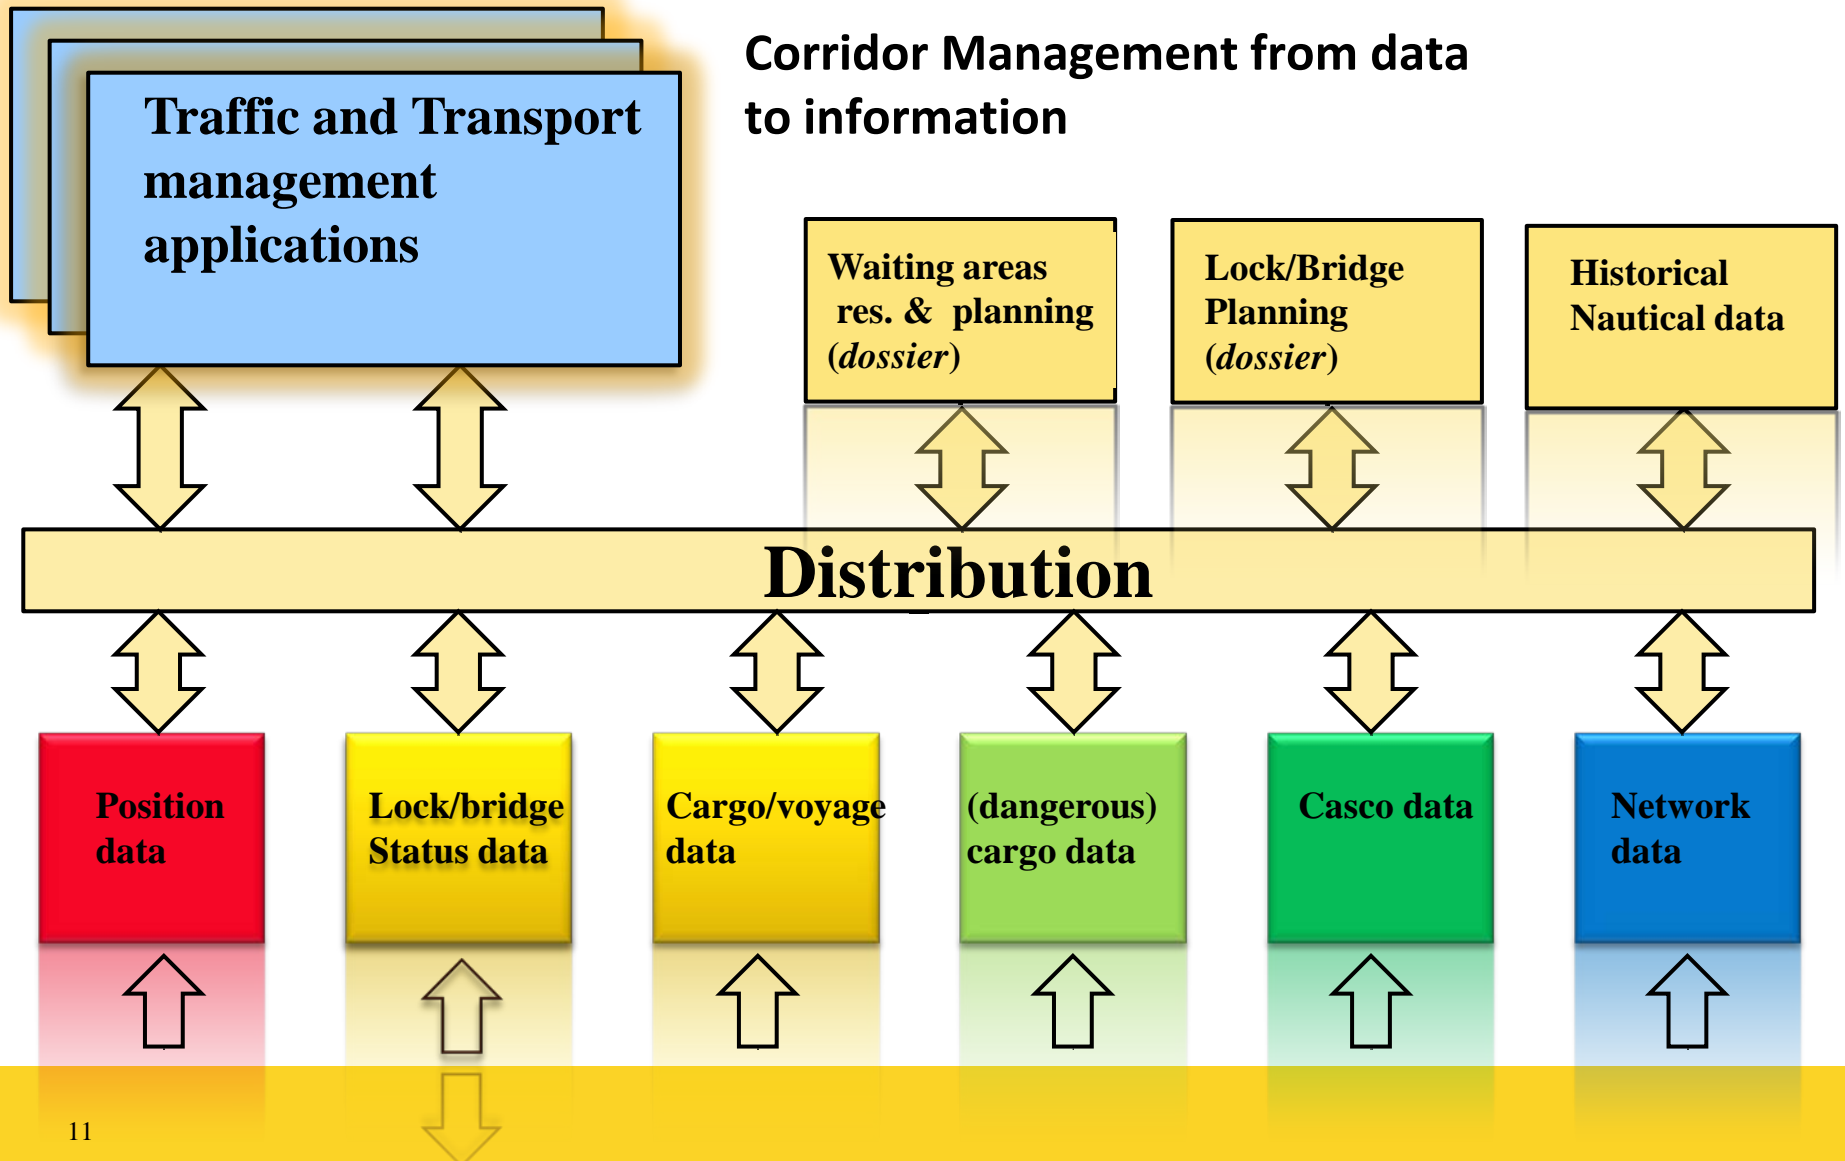 Corridor Management from data
to information
Traffic and Transport
management
applications
Waiting areas
res. & planning
(dossier)
Lock/Bridge
Planning
(dossier)
Historical
Nautical data
Distribution
Position
data
Lock/bridge
Status data
Cargo/voyage
data
(dangerous)
cargo data
Casco data
Network
data
11